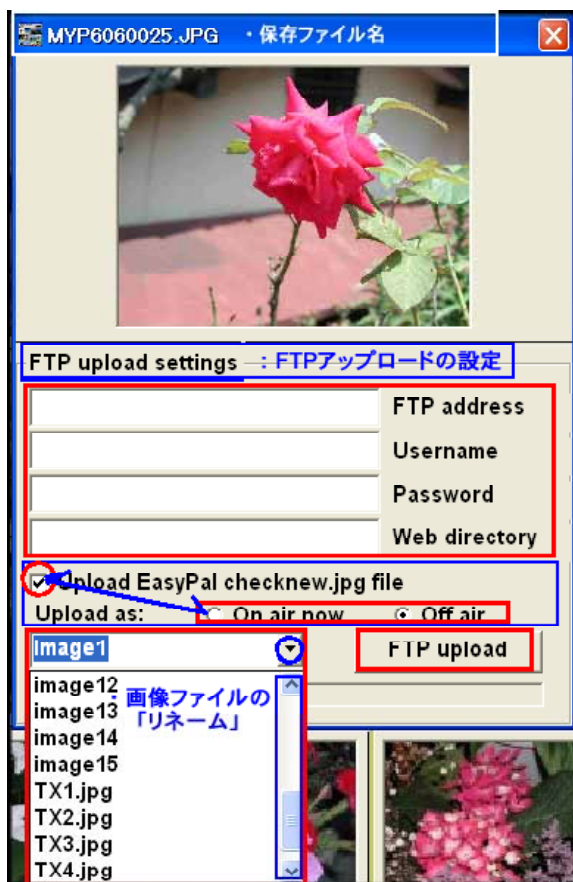 MYP6060025.JPG ・保存ファイル名
FTP upload settings ：FTPアップロードの設定
FTP address
Username
Password
Web directory
Upload EasyPal checknew.jpg file
Upload as: On air now Off air
image1 FTP upload
image12
image13
image14
image15
TX1.jpg
TX2.jpg
TX3.jpg
TX4.jpg
：画像ファイルの
「リネーム」